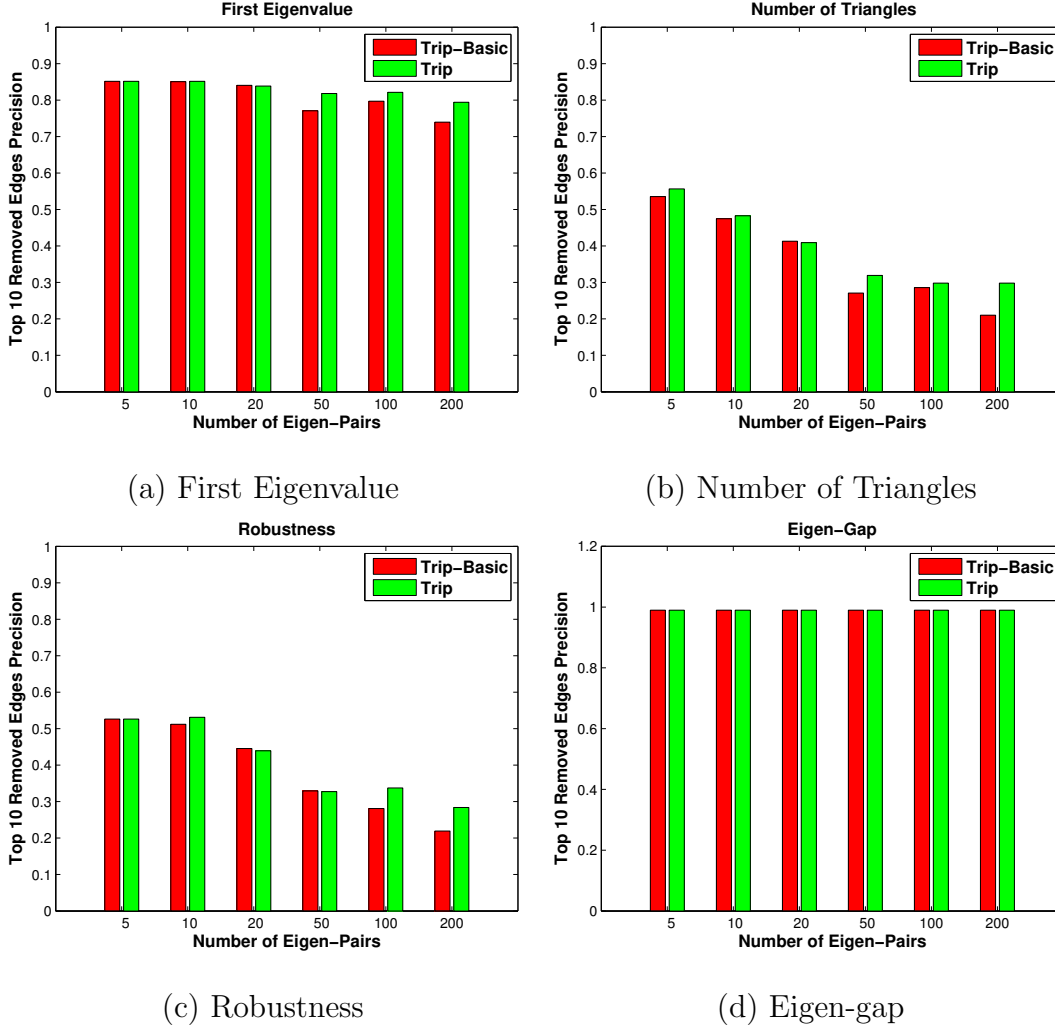 First Eigenvalue
1
0.9
0.8
0.7
0.6
0.5
0.4
0.3
0.2
0.1
0
Top 10 Removed Edges Precision
Trip−Basic
Trip
5 10 20 50 100 200
Number of Eigen−Pairs
(a) First Eigenvalue
Number of Triangles
1
0.9
0.8
0.7
0.6
0.5
0.4
0.3
0.2
0.1
0
Top 10 Removed Edges Precision
Trip−Basic
Trip
5 10 20 50 100 200
Number of Eigen−Pairs
(b) Number of Triangles
Robustness
1
0.9
0.8
0.7
0.6
0.5
0.4
0.3
0.2
0.1
0
Top 10 Removed Edges Precision
Trip−Basic
Trip
5 10 20 50 100 200
Number of Eigen−Pairs
(c) Robustness
Eigen−Gap
1.2
1
0.8
0.6
0.4
0.2
0
Top 10 Removed Edges Precision
Trip−Basic
Trip
5 10 20 50 100 200
Number of Eigen−Pairs
(d) Eigen-gap